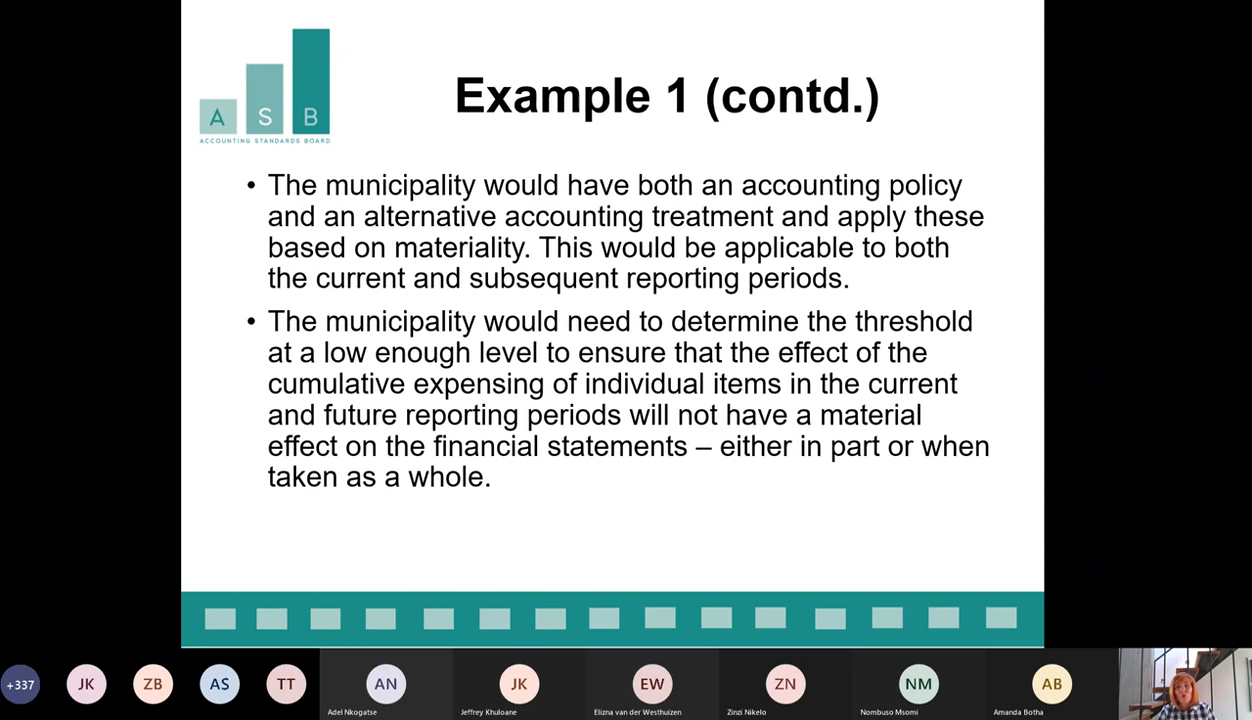 A S B
ACCOUNTING STANDARDS BOARD
Example 1 (contd.)
• The municipality would have both an accounting policy
and an alternative accounting treatment and apply these
based on materiality. This would be applicable to both
the current and subsequent reporting periods.
• The municipality would need to determine the threshold
at a low enough level to ensure that the effect of the
cumulative expensing of individual items in the current
and future reporting periods will not have a material
effect on the financial statements – either in part or when
taken as a whole.
+337 JK ZB AS TT AN JK EW ZN NM AB
Adel Nkogatse Jeffrey Khuloane Elizna van der Westhuizen Zinzi Nikelo Nombuso Msomi Amanda Botha